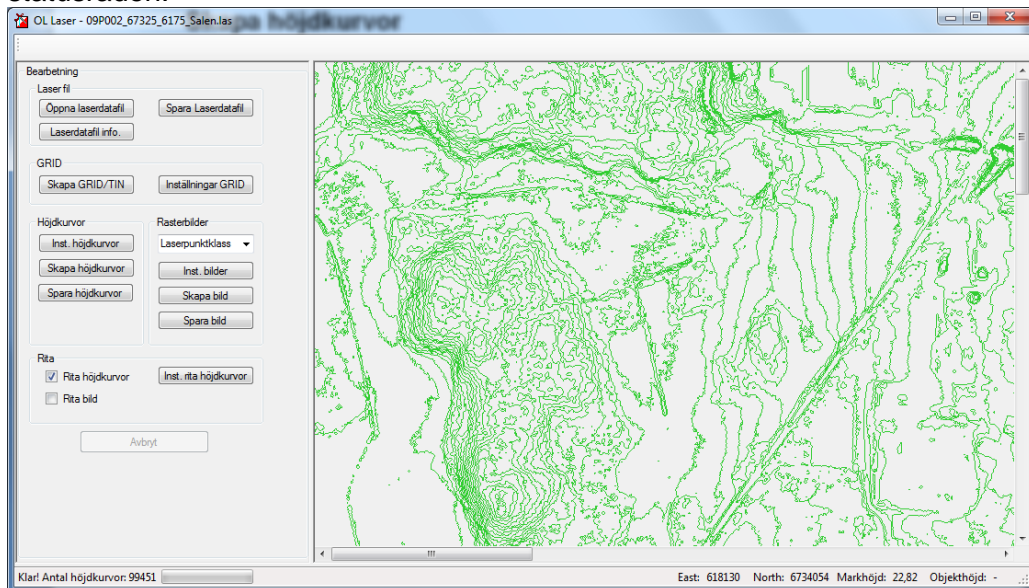 OL Laser - 09P002_67325_6175_Salen.las
Skapa höjdkurvor
Bearbetning
Laser fil
Öppna laserdatafil
Spara Laserdatafil
Laserdatafil info.
GRID
Skapa GRID/TIN
Inställningar GRID
Höjdkurvor
Rasterbilder
Inst. höjdkurvor
Laserpunktklass
Skapa höjdkurvor
Inst. bilder
Spara höjdkurvor
Skapa bild
Spara bild
Rita
Rita höjdkurvor
Inst. rita höjdkurvor
Rita bild
Avbryt
Klar! Antal höjdkurvor: 99451
East: 618130 North: 6734054 Markhöjd: 22,82 Objekthöjd: -